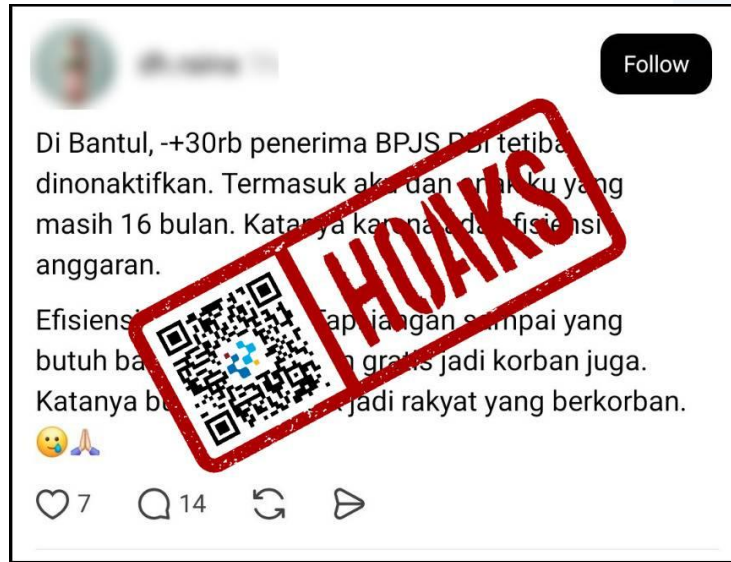 Follow
Di Bantul, -+30rb penerima BPJS PBI tetiba
dinonaktifkan. Termasuk aku dan anakku yang
masih 16 bulan. Katanya karena ada efisiensi
anggaran.
Efisiensi jangan sampai yang
butuh gratis jadi korban juga.
Katanya jadi rakyat yang berkorban.
7
14
HOAKS